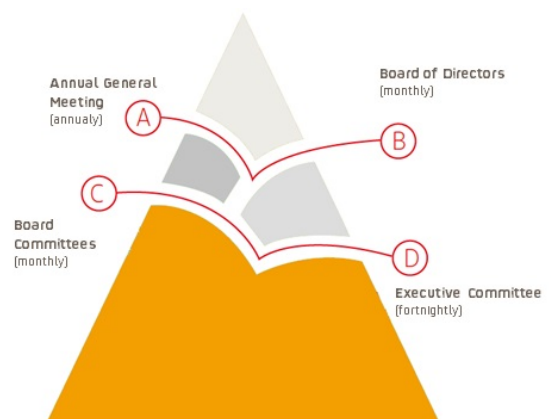 Annual General
Meeting
(annualy)
A
Board of Directors
(monthly)
B
C
Board
Committees
(monthly)
D
Executive Committee
(fortnightly)